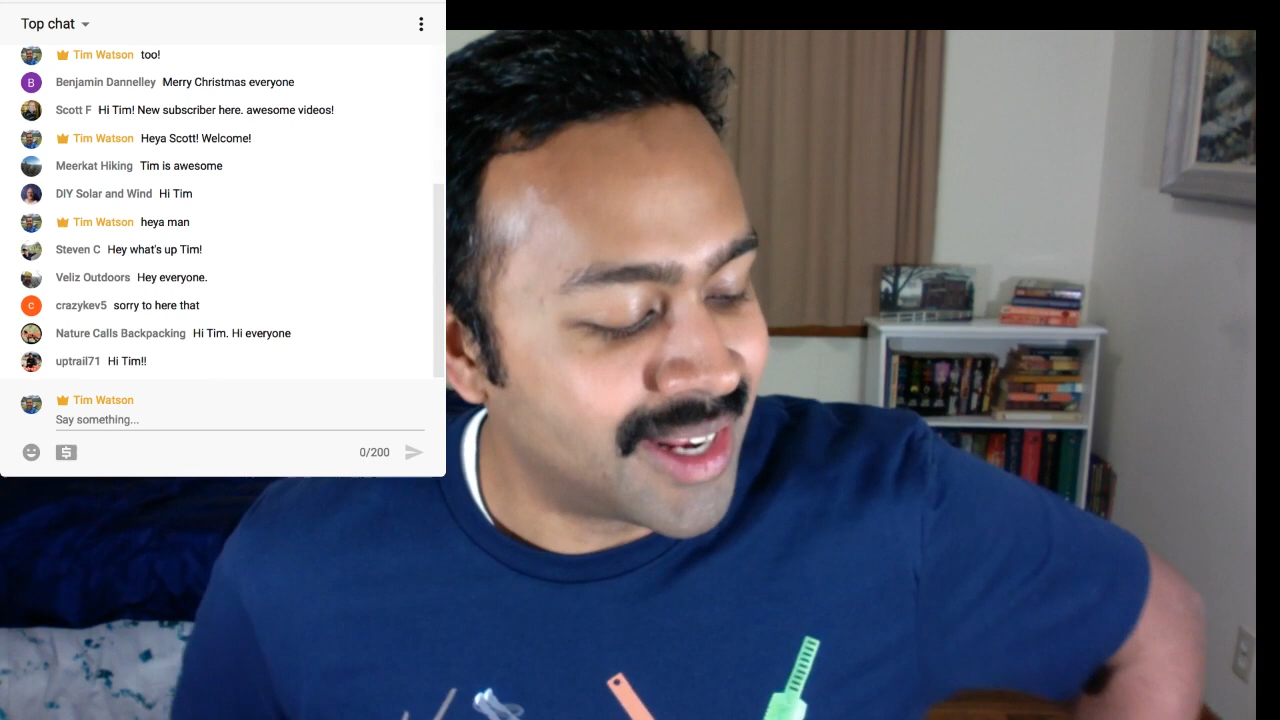 Top chat
Tim Watson too!
B Benjamin Dannelley Merry Christmas everyone
Scott F Hi Tim! New subscriber here. awesome videos!
Tim Watson Heya Scott! Welcome!
Meerkat Hiking Tim is awesome
DIY Solar and Wind Hi Tim
Tim Watson heya man
Steven C Hey what's up Tim!
Veliz Outdoors Hey everyone.
c crazykev5 sorry to here that
Nature Calls Backpacking Hi Tim. Hi everyone
uptrail71 Hi Tim!!
Tim Watson
Say something...
$ 0/200